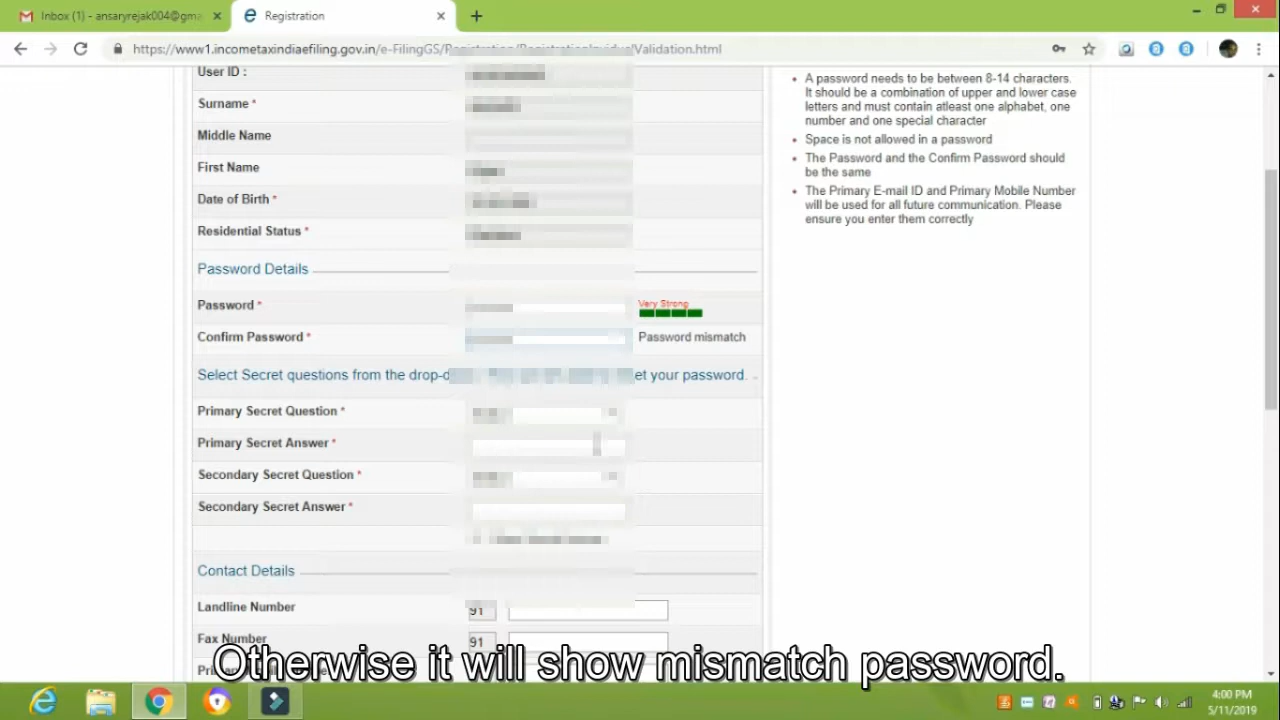 Inbox (1) - ansaryrejak004@gma
Registration
https://www1.incometaxindiaefiling.gov.in/e-FilingGS/Registration/
Validation.html
User ID :
Surname *
Middle Name
First Name
Date of Birth *
Residential Status *
Password Details
Password *
Very Strong
Confirm Password *
Password mismatch
Select Secret questions from the drop-d
et your password.
Primary Secret Question *
Primary Secret Answer *
Secondary Secret Question *
Secondary Secret Answer *
Contact Details
Landline Number
91
Fax Number
91
A password needs to be between 8-14 characters.
It should be a combination of upper and lower case
letters and must contain atleast one alphabet, one
number and one special character
Space is not allowed in a password
The Password and the Confirm Password should
be the same
The Primary E-mail ID and Primary Mobile Number
will be used for all future communication. Please
ensure you enter them correctly
Otherwise it will show mismatch password.
4:00 PM
5/11/2019